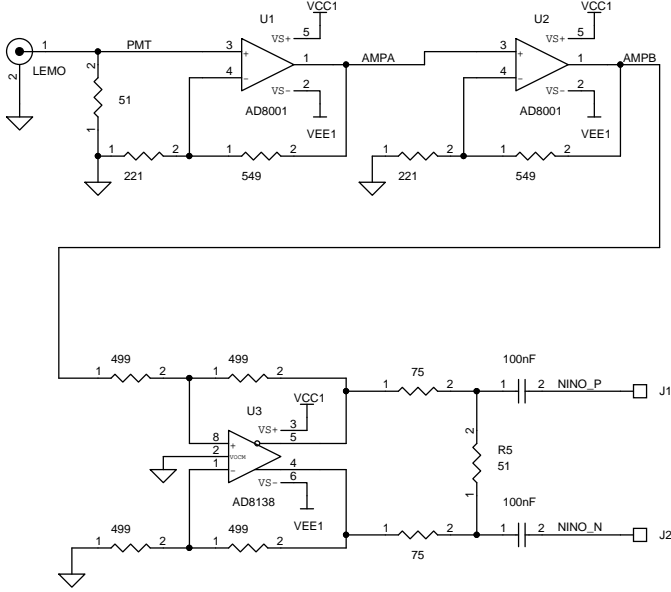 U1
VCC1
VS+ 5
1
PMT
3
+
1
AMPA
2
LEMO
2
51
1
4
-
VS- 2
AD8001
VEE1
1 2
221
1 2
549
U2
VCC1
VS+ 5
3
+
1
AMPB
4
-
VS- 2
AD8001
VEE1
1 2
221
1 2
549
499
1 2
499
1 2
75
1 2
100nF
1 2
NINO_P
J1
U3
VCC1
VS+ 3
8
+
5
2
VOCM
1
-
4
VS- 6
AD8138
VEE1
2
R5
51
1
499
1 2
499
1 2
1 2
75
100nF
1 2
NINO_N
J2